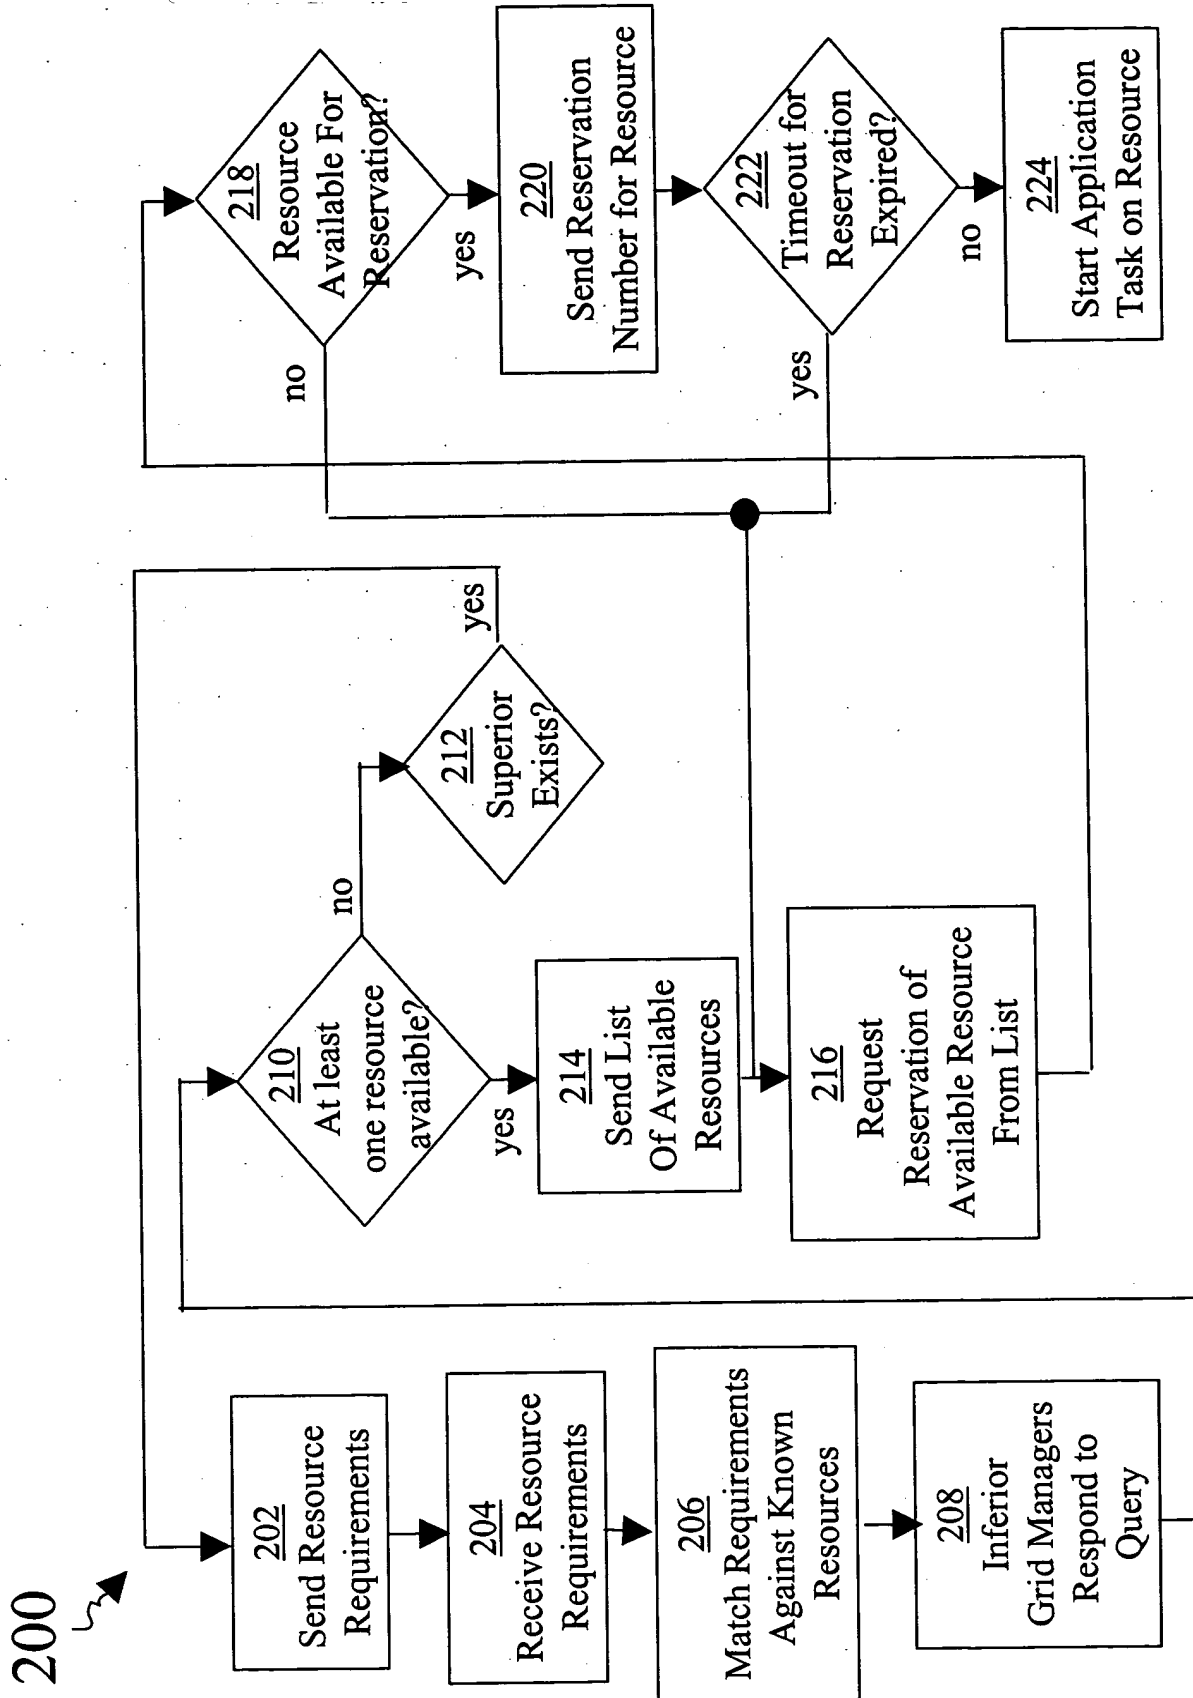 200
202
Send Resource
Requirements
204
Receive Resource
Requirements
206
Match Requirements
Against Known
Resources
208
Inferior
Grid Managers
Respond to
Query
210
At least
one resource
available?
no
yes
212
Superior
Exists?
yes
214
Send List
Of Available
Resources
216
Request
Reservation of
Available Resource
From List
218
Resource
Available For
Reservation?
no
yes
220
Send Reservation
Number for Resource
222
Timeout for
Reservation
Expired?
yes
no
224
Start Application
Task on Resource